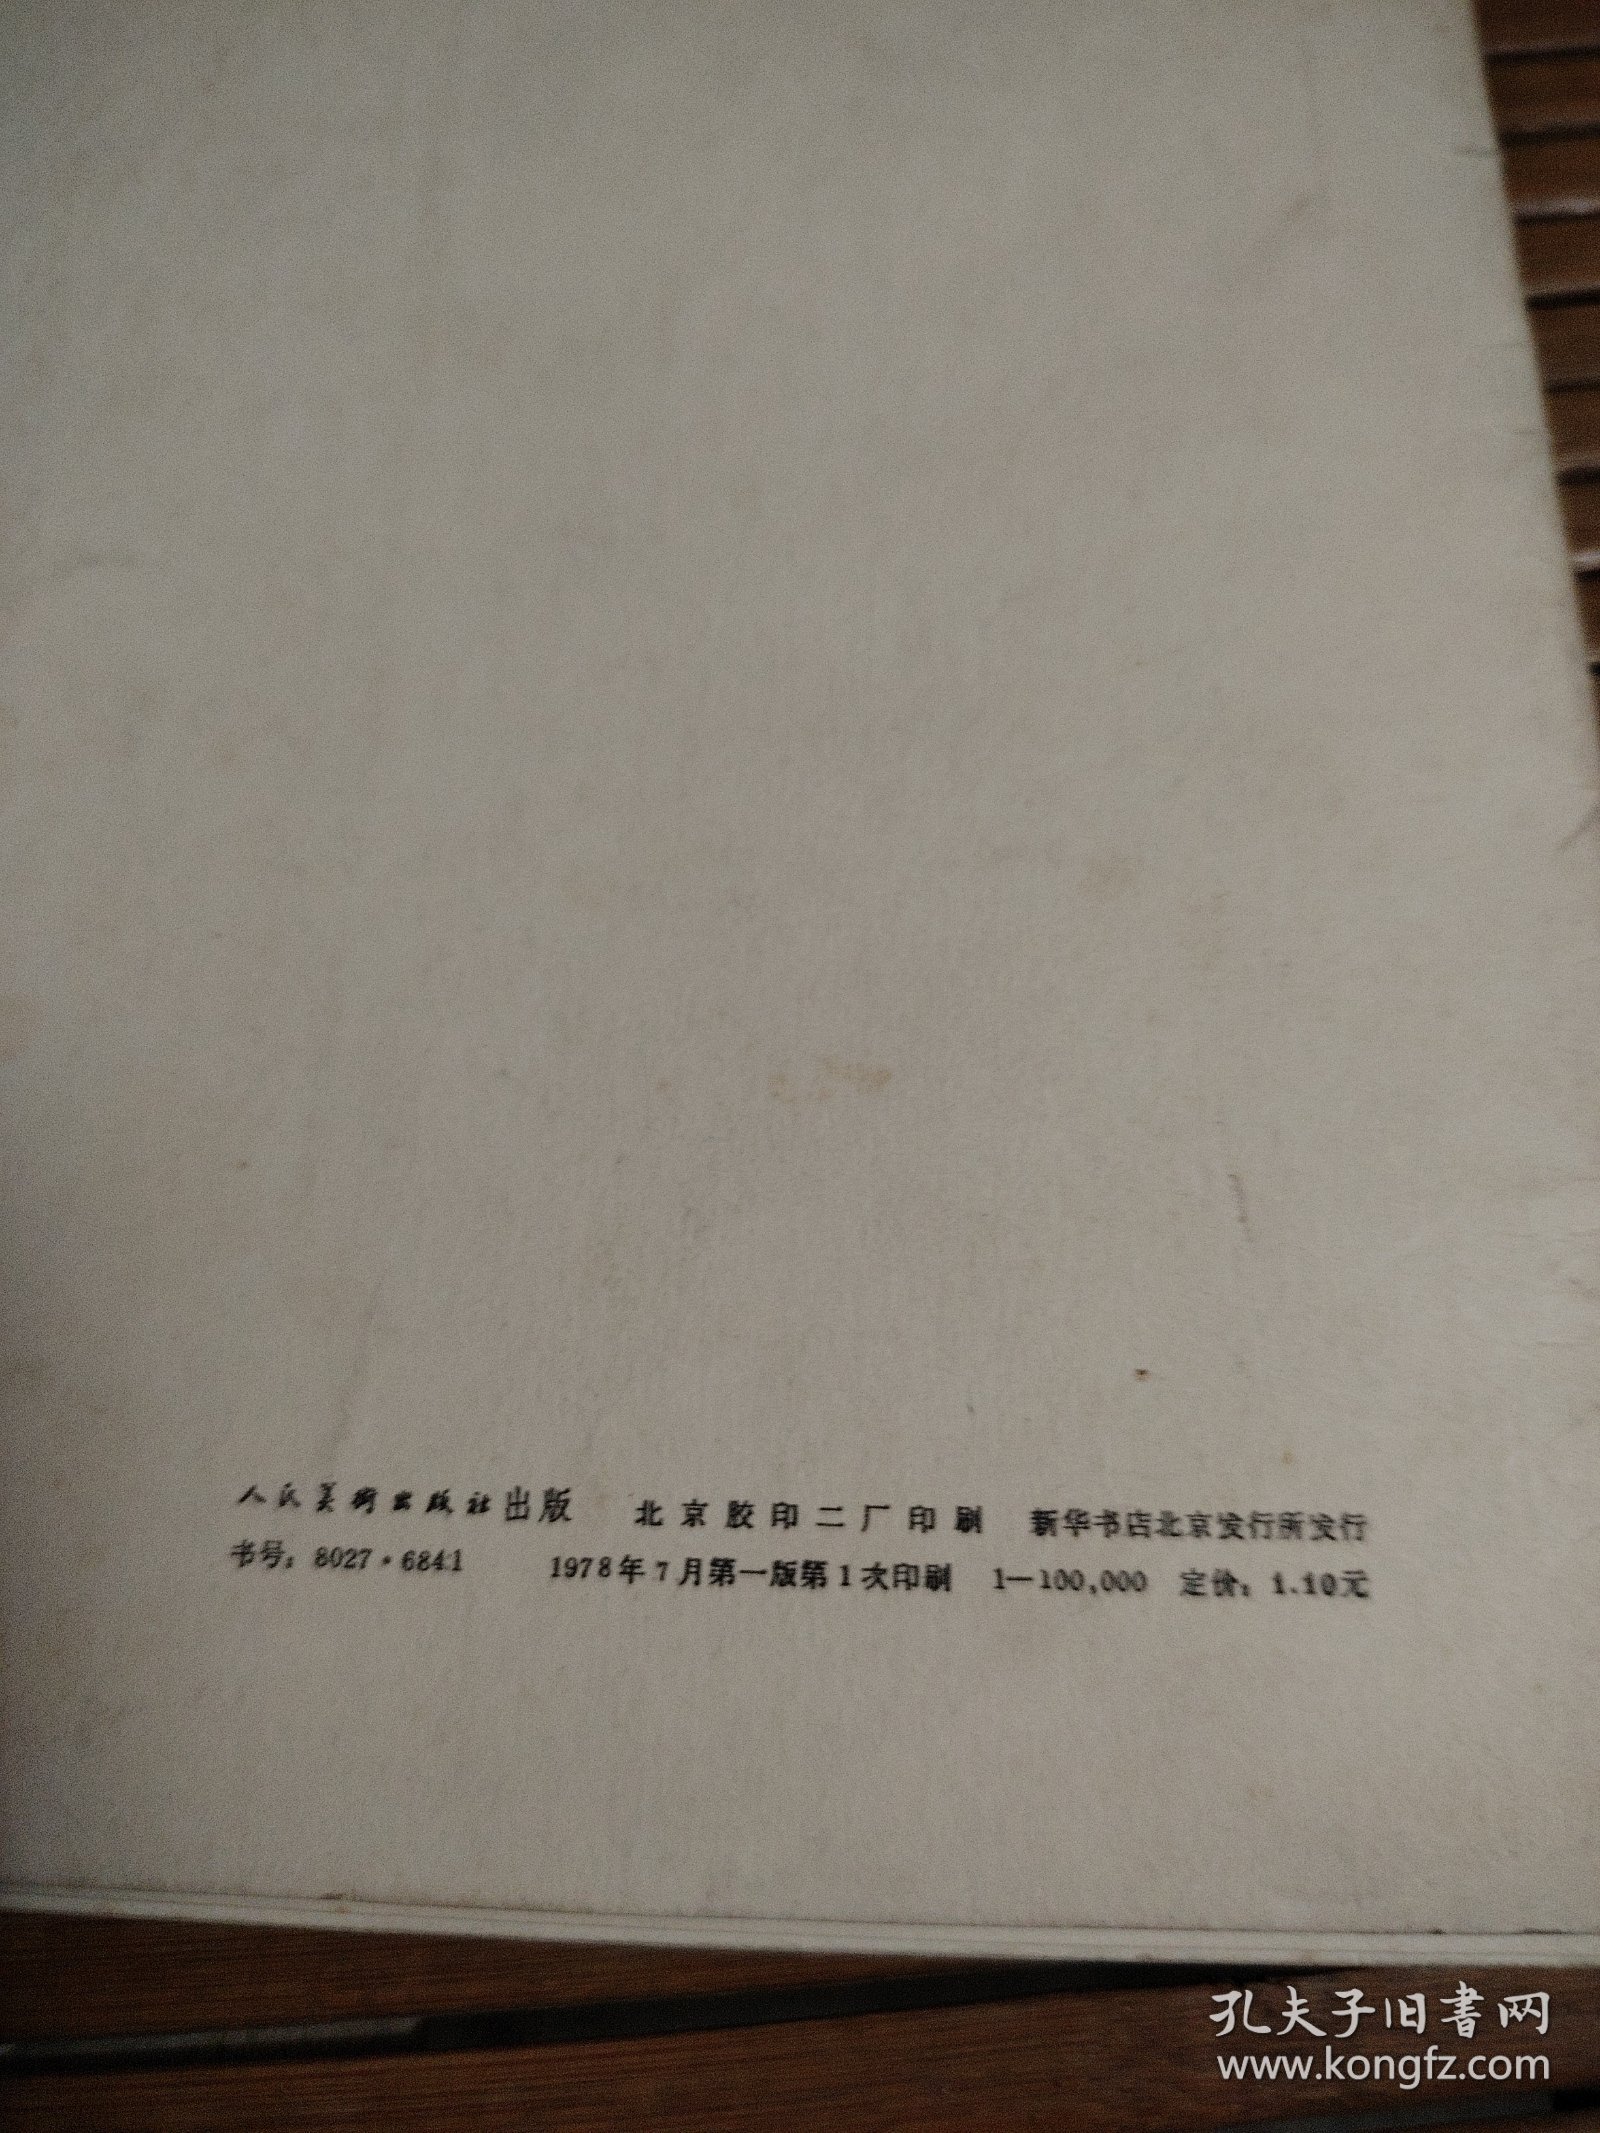 人民美術出版社出版 北京胶印二厂印刷 新华书店北京发行所发行
书号：8027·6841 1978年7月第一版第1次印刷 1—100,000 定价：1.10元
孔夫子旧書网
www.kongfz.com